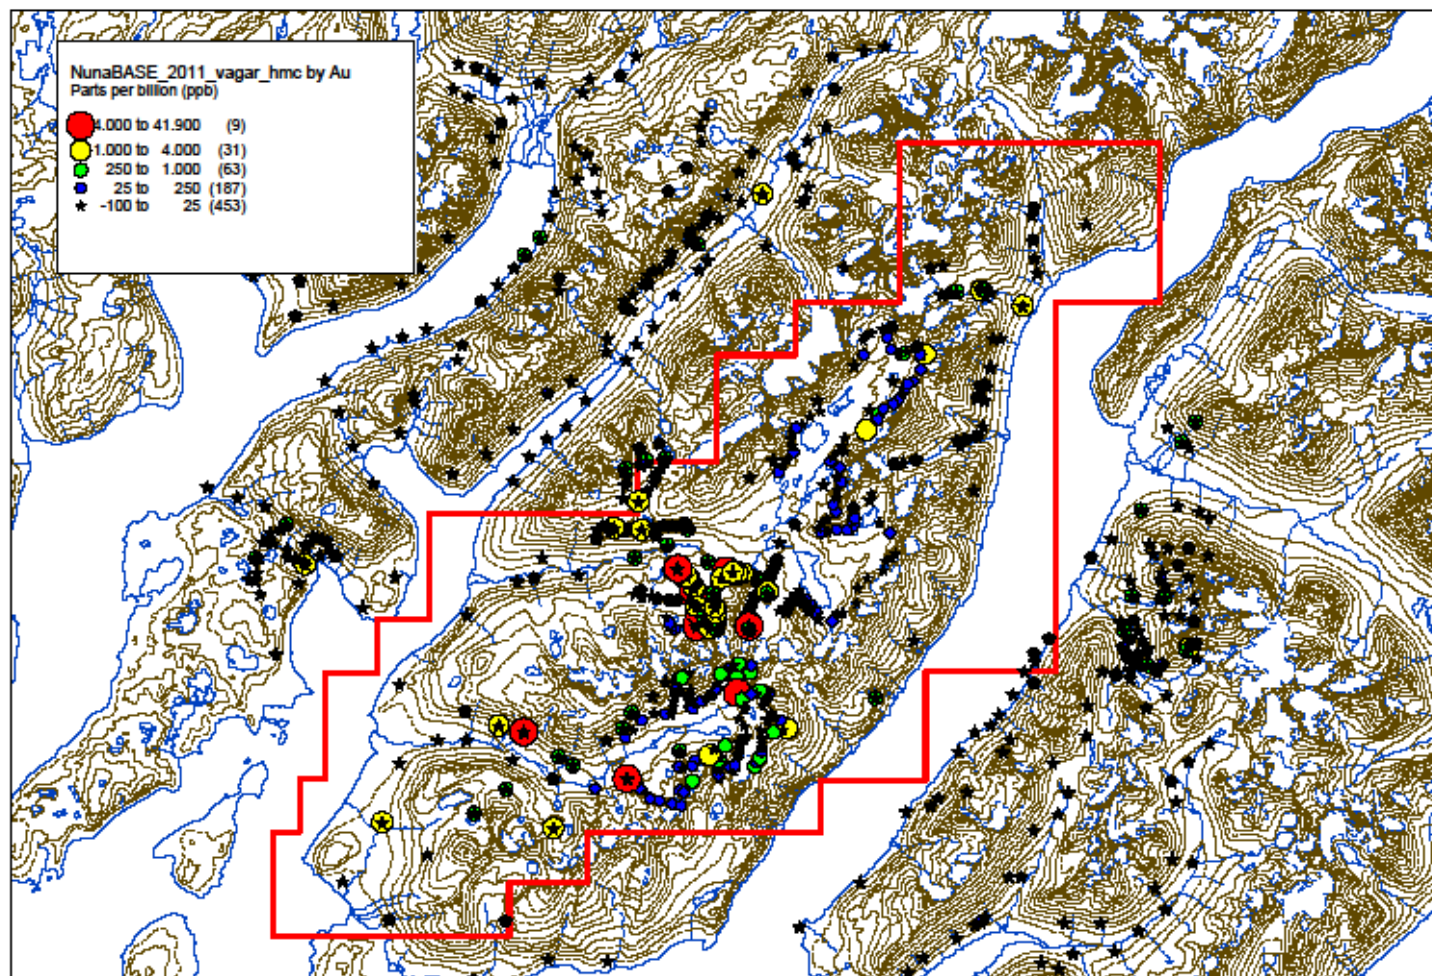 NunaBASE_2011_vagar_hmc by Au
Parts per billion (ppb)
4.000 to 41.900 (9)
1.000 to 4.000 (31)
250 to 1.000 (63)
25 to 250 (187)
-100 to 25 (453)